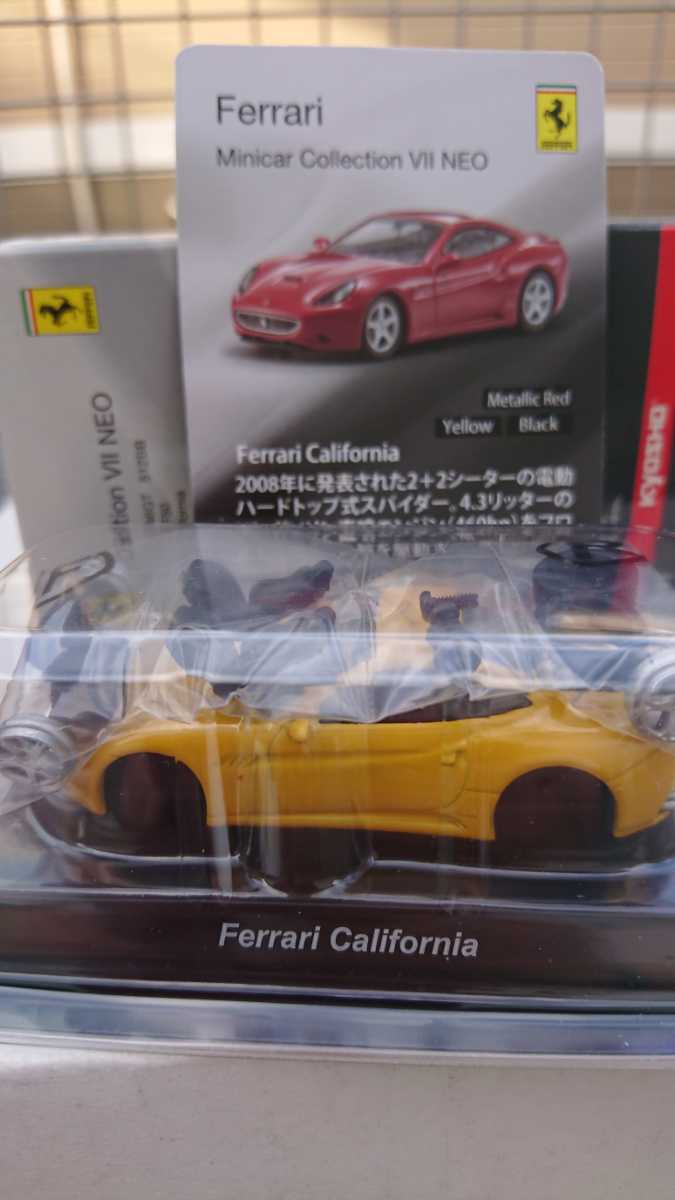 Ferrari
Minicar Collection VII NEO
Metallic Red
Yellow Black
Ferrari California
2008年に発表された2+2シーターの電動
ハードトップ式スパイダー。4.3リッターの
VII NEO
KYOSHO
Ferrari California